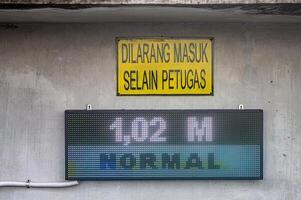 DILARANG MASUK
SELAIN PETUGAS
1,02 M
NORMAL